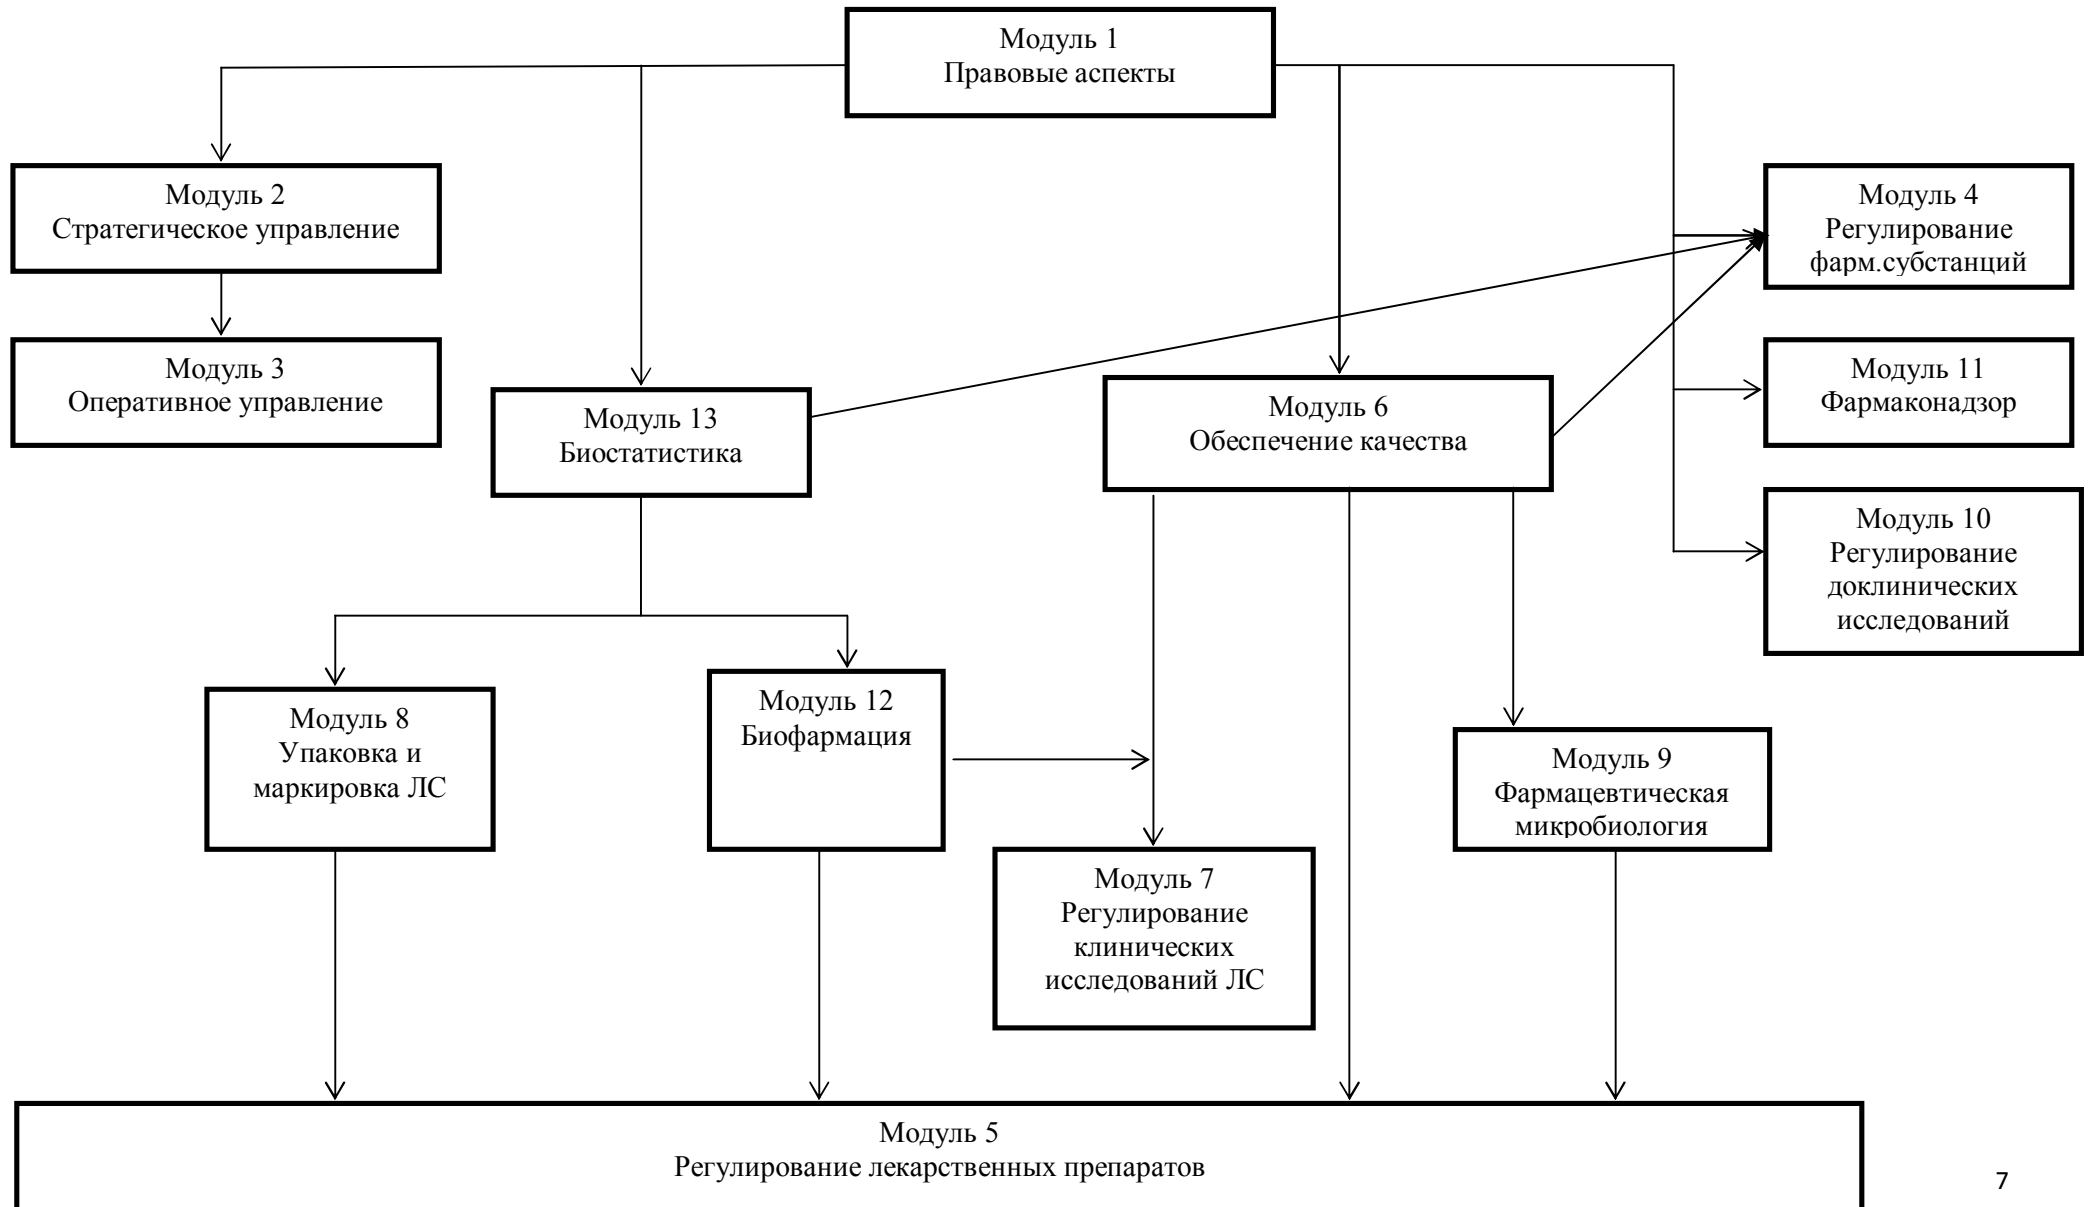 Модуль 1
Правовые аспекты
Модуль 2
Стратегическое управление
Модуль 4
Регулирование
фарм.субстанций
Модуль 3
Оперативное управление
Модуль 13
Биостатистика
Модуль 6
Обеспечение качества
Модуль 11
Фармаконадзор
Модуль 10
Регулирование
доклинических
исследований
Модуль 8
Упаковка и
маркировка ЛС
Модуль 12
Биофармация
Модуль 9
Фармацевтическая
микробиология
Модуль 7
Регулирование
клинических
исследований ЛС
Модуль 5
Регулирование лекарственных препаратов
7